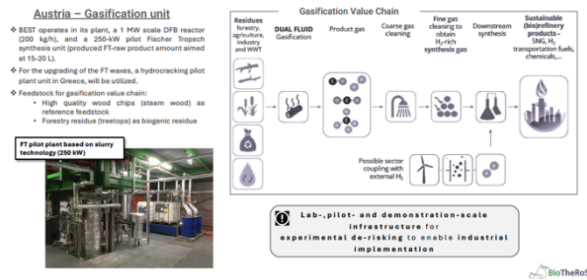 Austria – Gasification unit
BEST operates in its plant, a 1 MW scale DFB reactor
(200 kg/h), and a 250-kW pilot Fischer Tropsch
synthesis unit (produced FT-raw product amount aimed
at 15-20 L).
For the upgrading of the FT waxes, a hydrocracking pilot
plant unit in Greece, will be utilized.
Feedstock for gasification value chain:
High quality wood chips (steam wood) as
reference feedstock
Forestry residue (treetops) as biogenic residue
FT pilot plant based on slurry
technology (250 kW)
Gasification Value Chain
Residues
forestry,
agriculture,
industry
and WWT
DUAL FLUID
Gasification
Product gas
Coarse gas
cleaning
Fine gas
cleaning to
obtain
H₂-rich
synthesis gas
Downstream
synthesis
Sustainable
(bio)refinery
products -
SNG, H₂
transportation fuels,
chemicals,...
Possible sector
coupling with
external H₂
Lab-,pilot- and demonstration-scale
infrastructure for
experimental de-risking to enable industrial
implementation
BioTheRoS